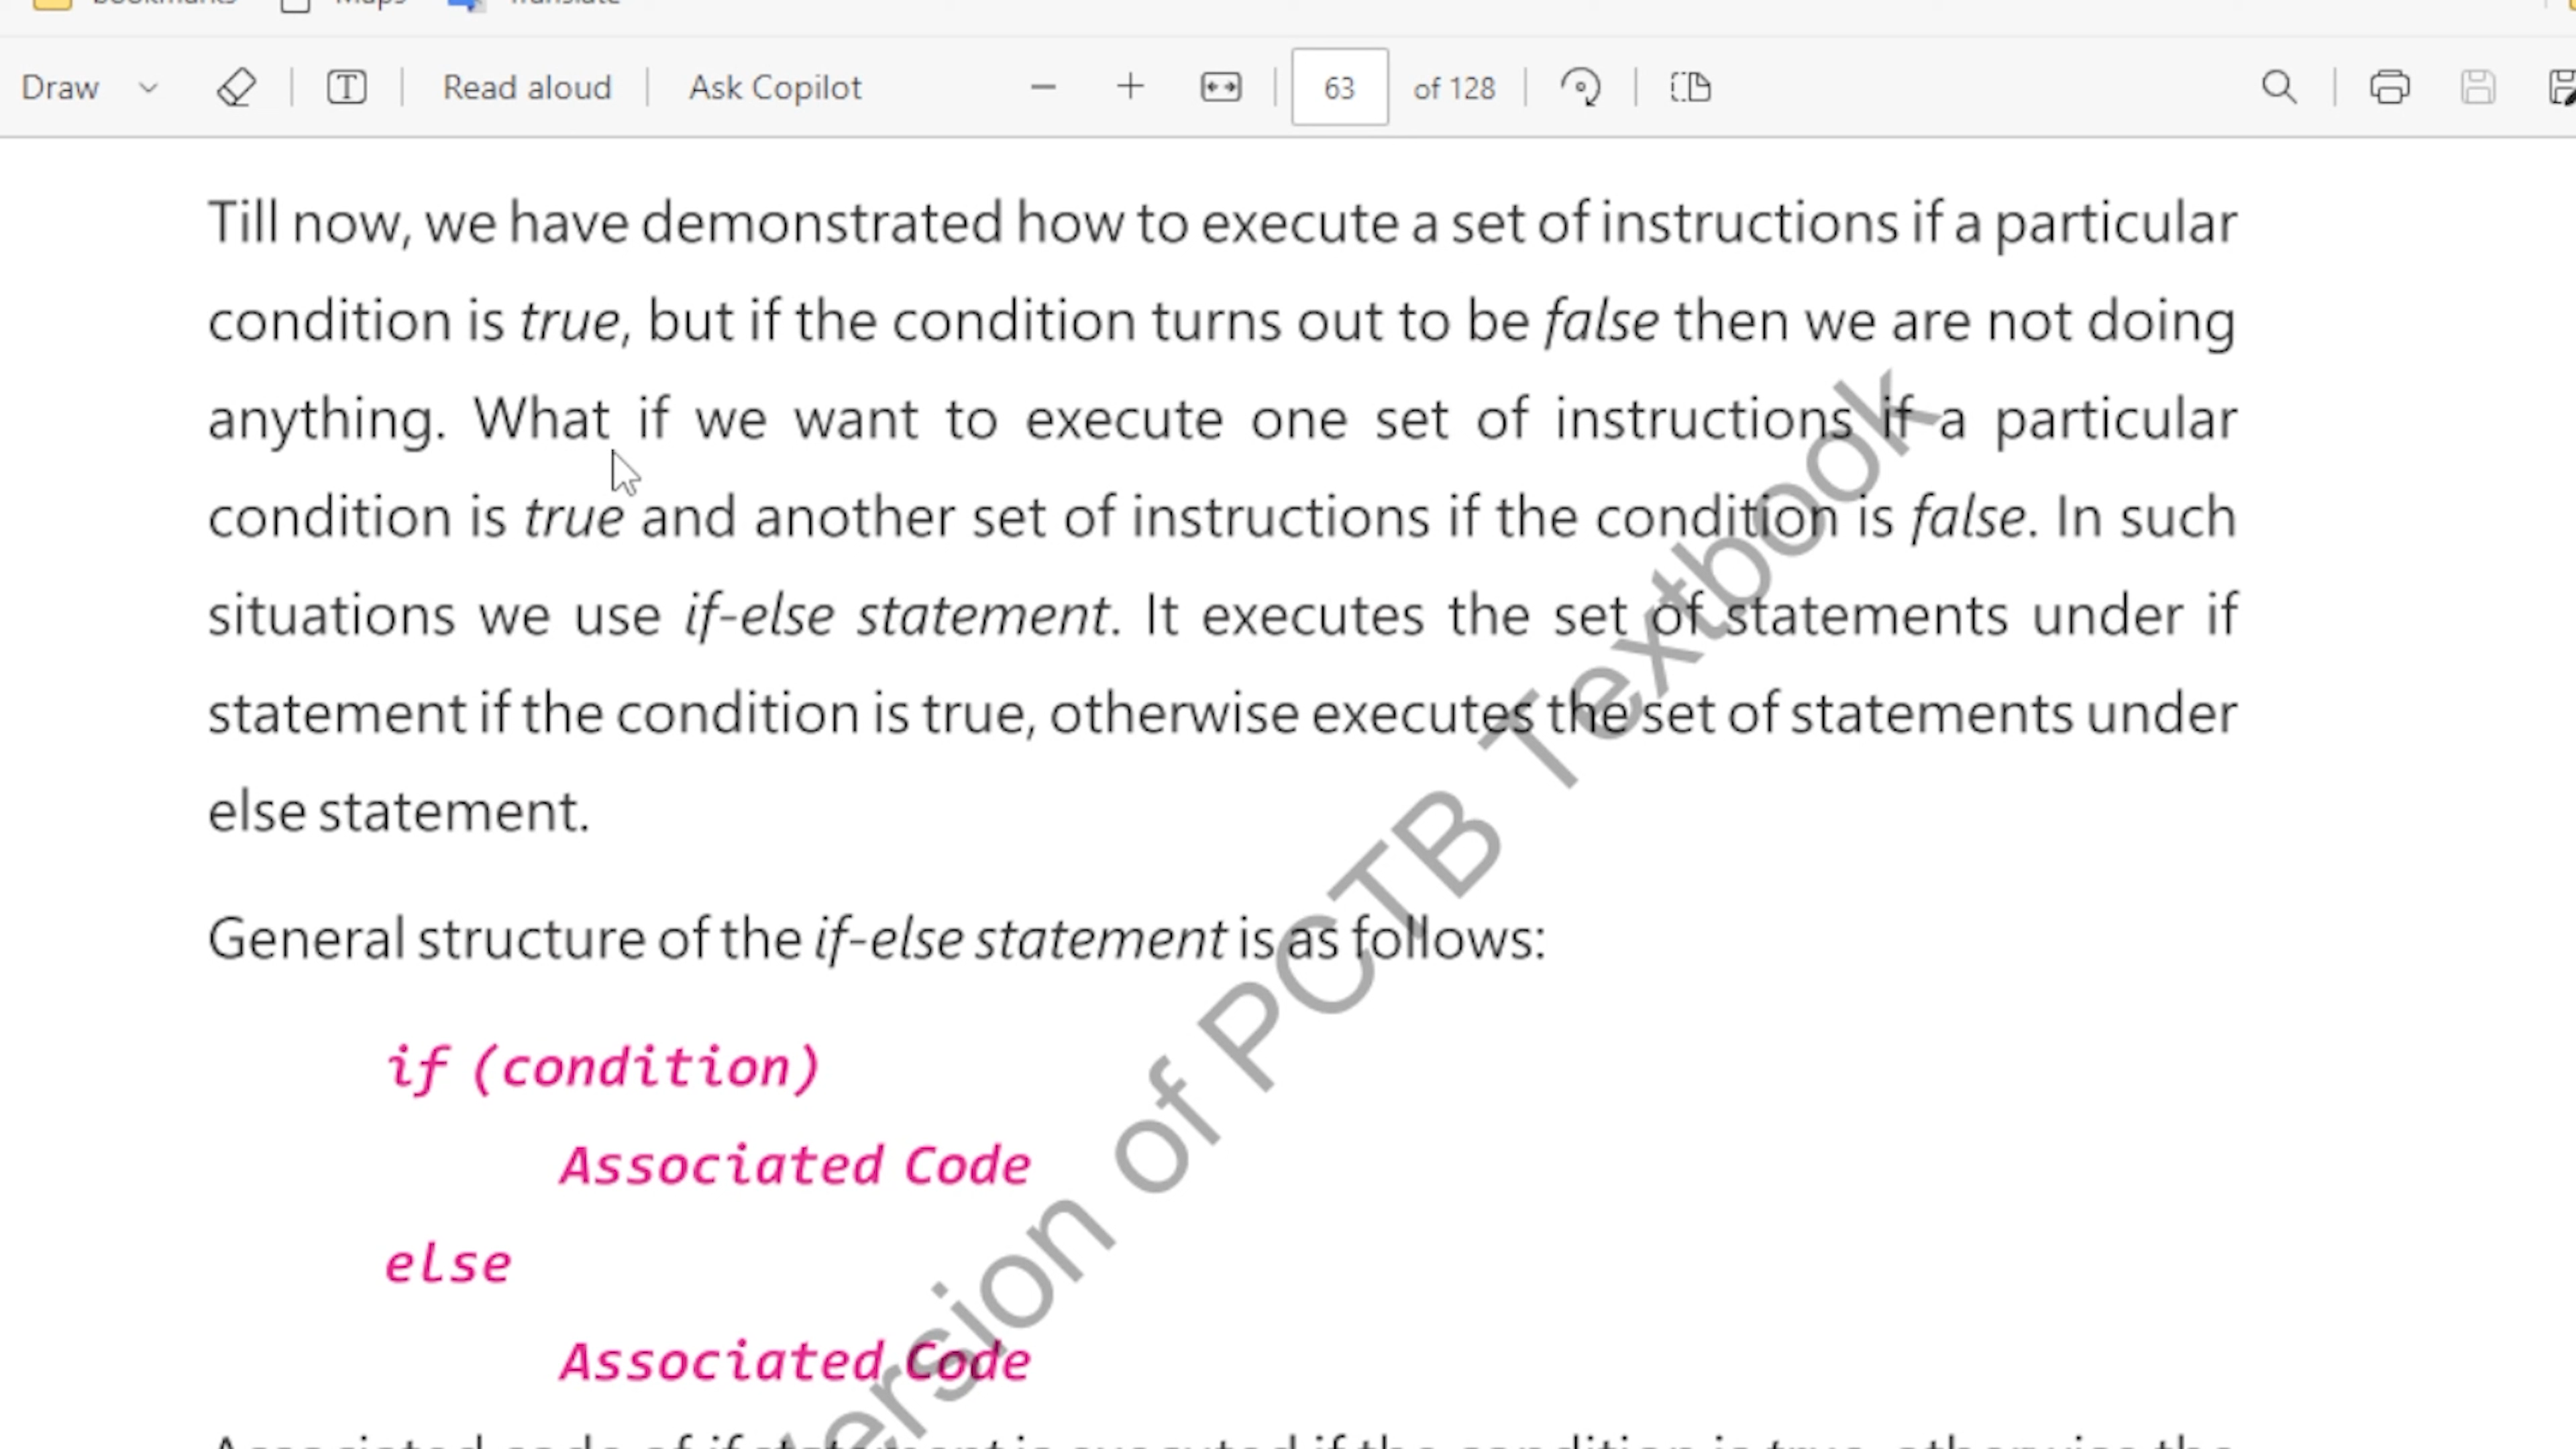 Draw Read aloud Ask Copilot 63 of 128
Till now, we have demonstrated how to execute a set of instructions if a particular
condition is true, but if the condition turns out to be false then we are not doing
anything. What if we want to execute one set of instructions if a particular
condition is true and another set of instructions if the condition is false. In such
situations we use if-else statement. It executes the set of statements under if
statement if the condition is true, otherwise executes the set of statements under
else statement.
General structure of the if-else statement is as follows:
if (condition)
Associated Code
else
Associated Code
of PCTB Textbook